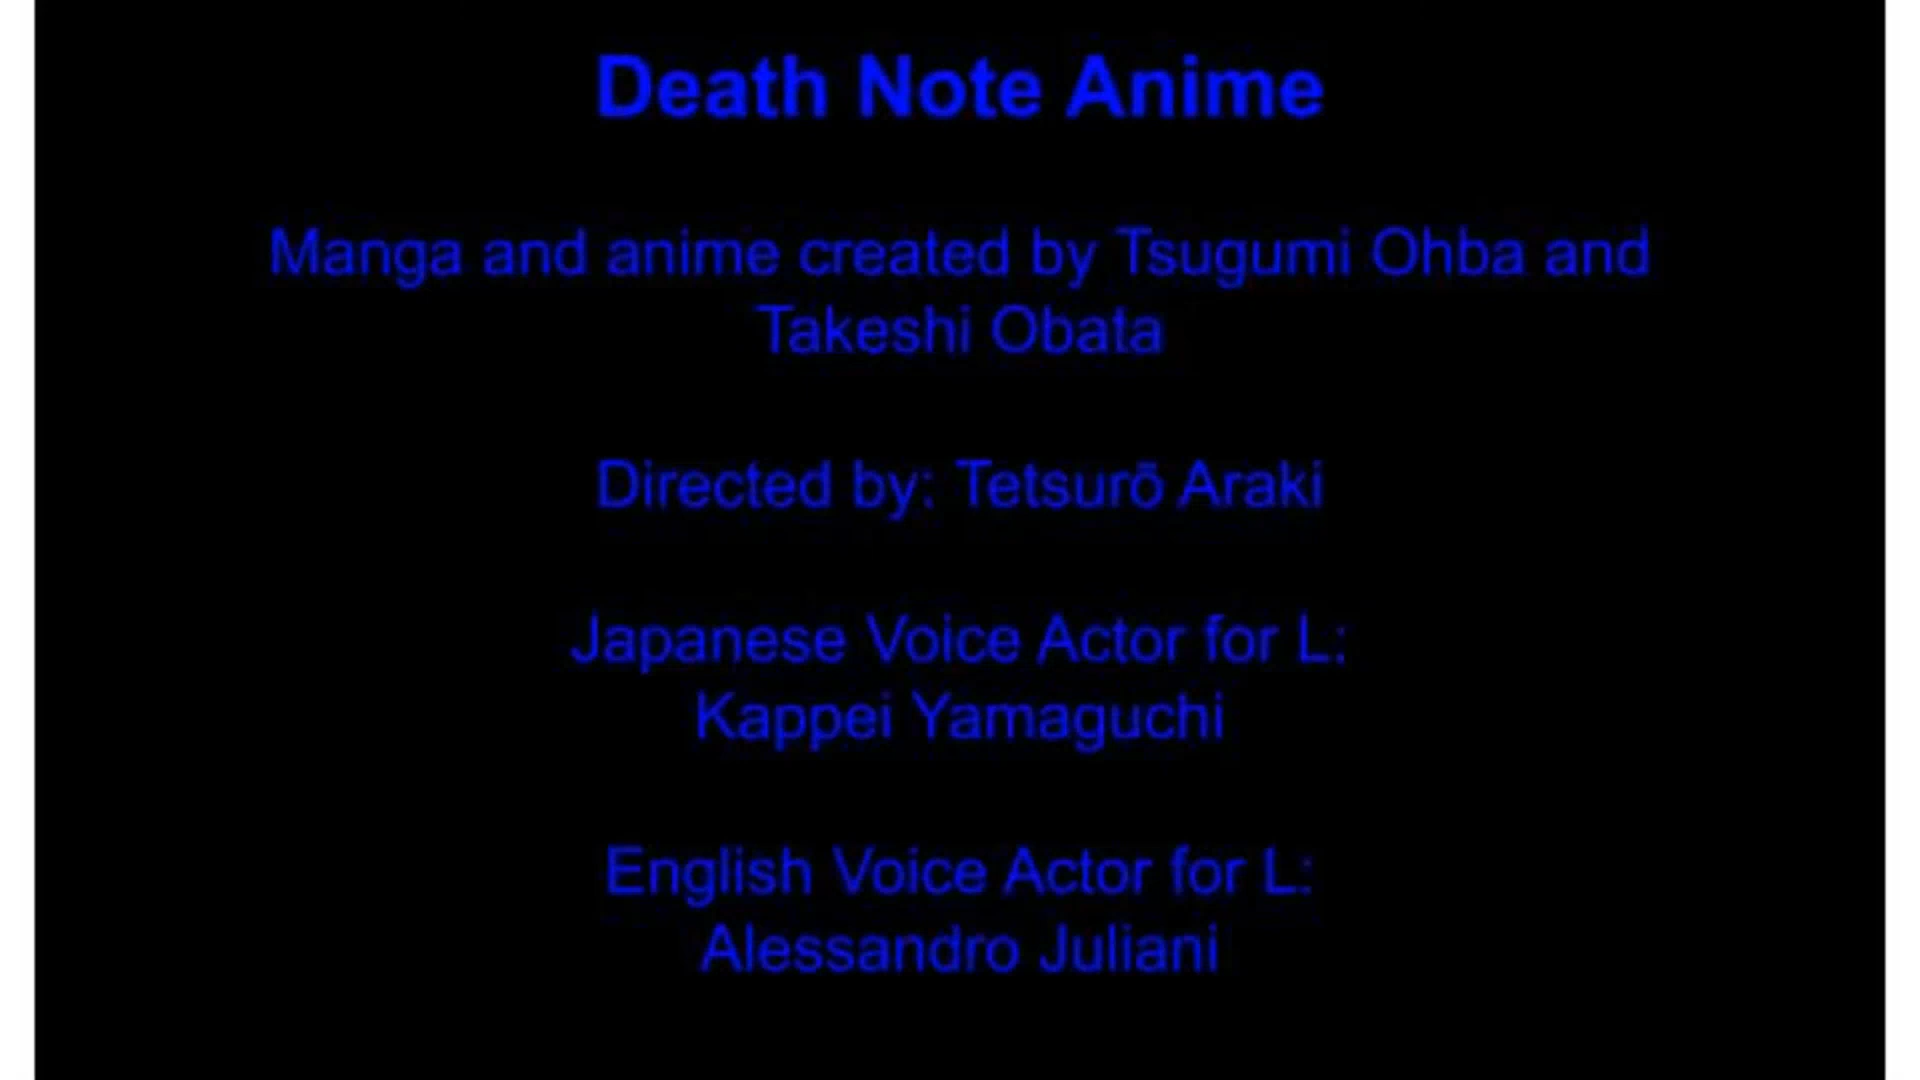 Death Note Anime
Manga and anime created by Tsugumi Ohba and
Takeshi Obata
Directed by: Tetsurō Araki
Japanese Voice Actor for L:
Kappei Yamaguchi
English Voice Actor for L:
Alessandro Juliani